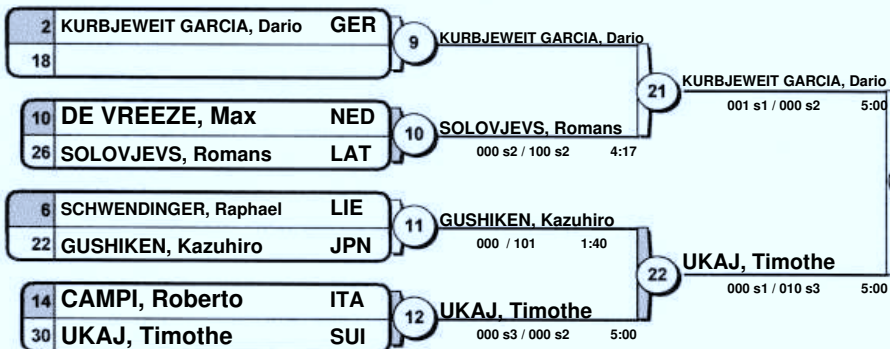 2 KURBJEWEIT GARCIA, Dario GER
18
9
KURBJEWEIT GARCIA, Dario
10 DE VREEZE, Max NED
26 SOLOVJEVS, Romans LAT
10
SOLOVJEVS, Romans
000 s2 / 100 s2 4:17
21
KURBJEWEIT GARCIA, Dario
001 s1 / 000 s2 5:00
6 SCHWENDINGER, Raphael LIE
22 GUSHIKEN, Kazuhiro JPN
11
GUSHIKEN, Kazuhiro
000 / 101 1:40
14 CAMPI, Roberto ITA
30 UKAJ, Timothe SUI
12
UKAJ, Timothe
000 s3 / 000 s2 5:00
22
UKAJ, Timothe
000 s1 / 010 s3 5:00